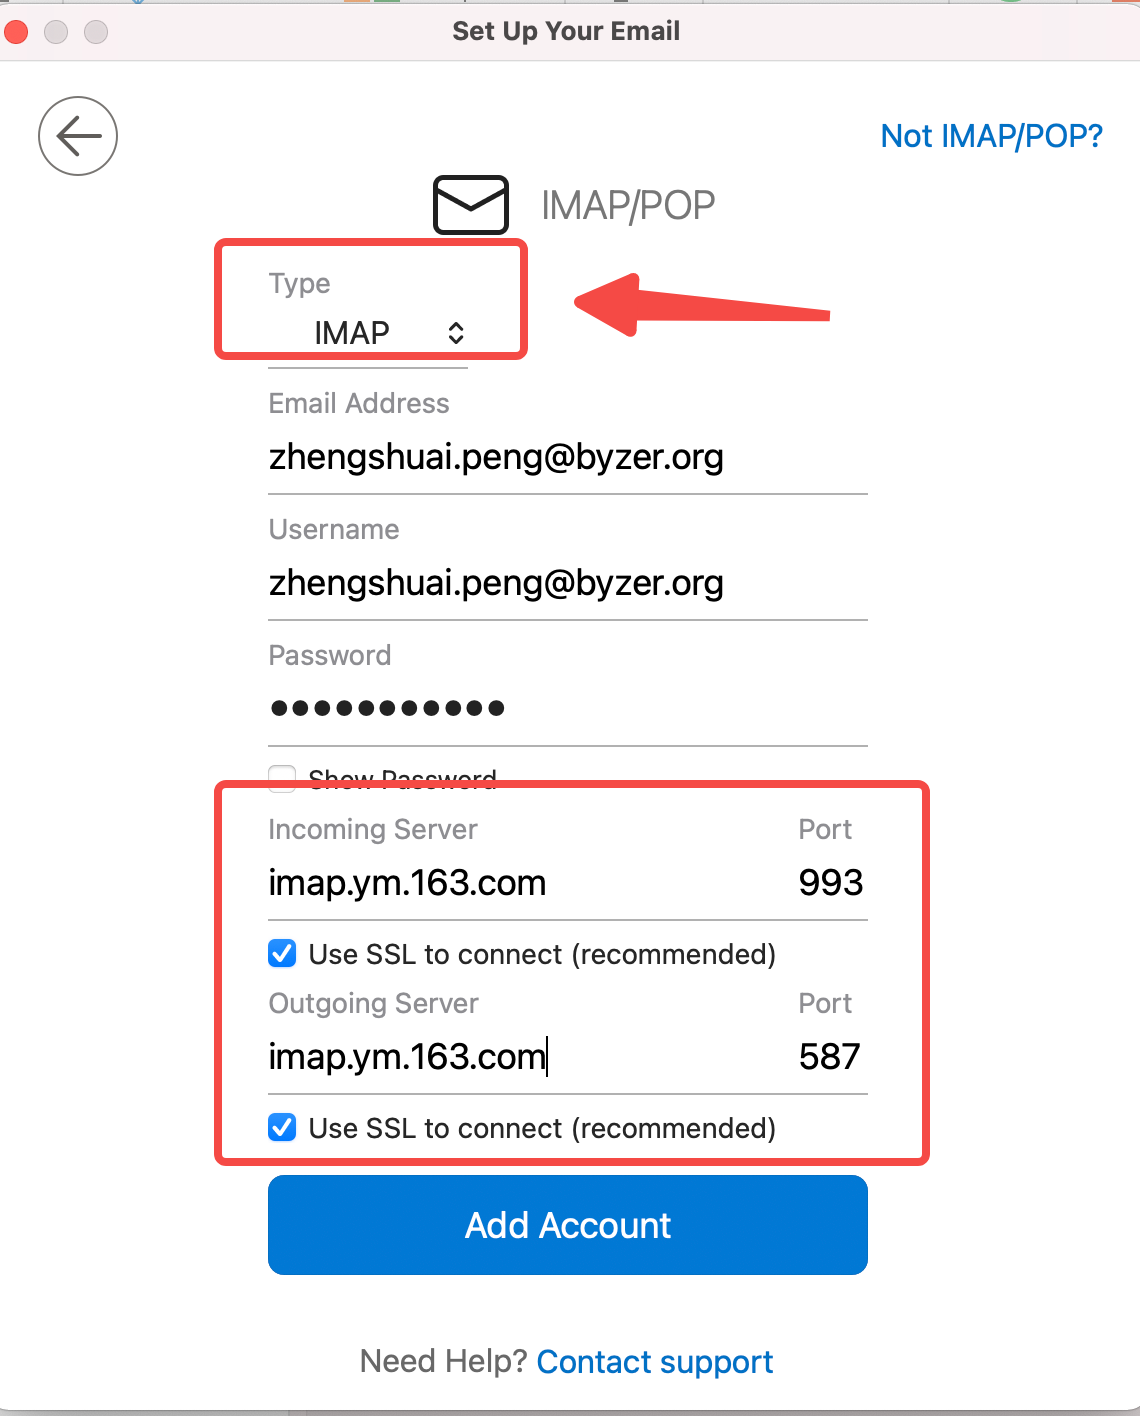 Set Up Your Email
Not IMAP/POP?
IMAP/POP
Type
IMAP
Email Address
zhengshuai.peng@byzer.org
Username
zhengshuai.peng@byzer.org
Password
Show Password
Incoming Server Port
imap.ym.163.com 993
Use SSL to connect (recommended)
Outgoing Server Port
imap.ym.163.com 587
Use SSL to connect (recommended)
Add Account
Need Help? Contact support